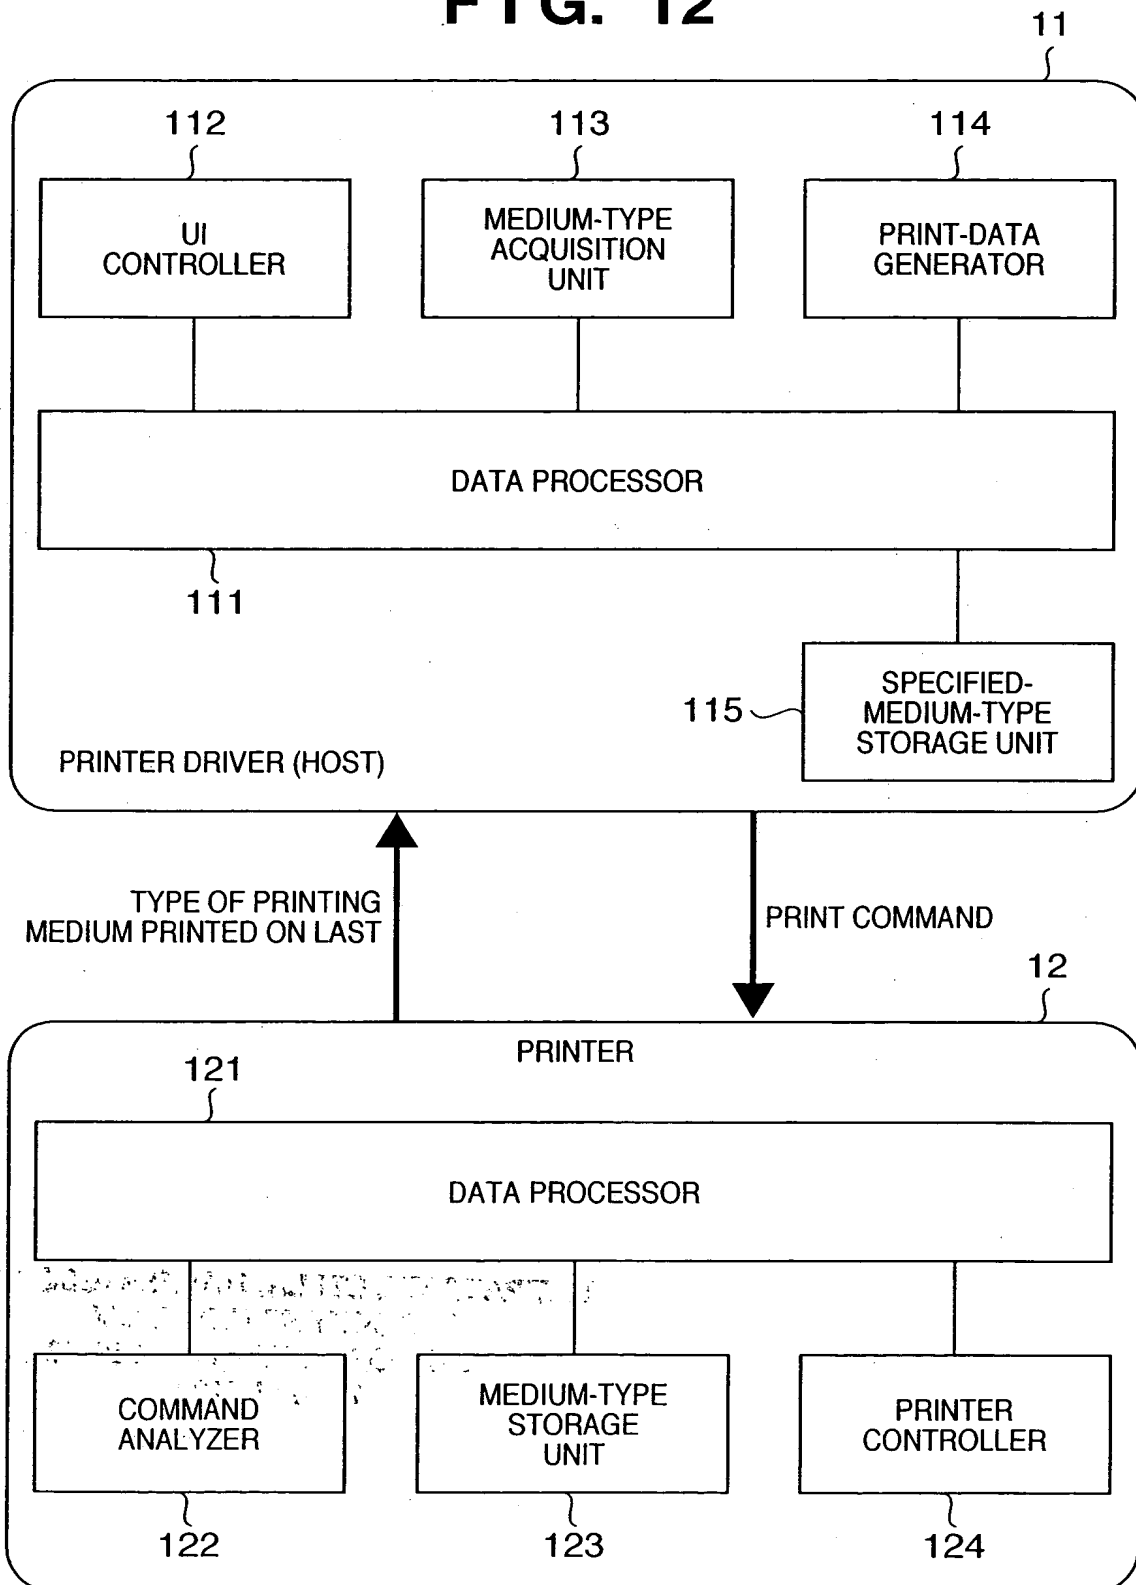 FIG. 12
11
112
113
114
UI
CONTROLLER
MEDIUM-TYPE
ACQUISITION
UNIT
PRINT-DATA
GENERATOR
DATA PROCESSOR
111
115
SPECIFIED-
MEDIUM-TYPE
STORAGE UNIT
PRINTER DRIVER (HOST)
TYPE OF PRINTING
MEDIUM PRINTED ON LAST
PRINT COMMAND
12
PRINTER
121
DATA PROCESSOR
COMMAND
ANALYZER
MEDIUM-TYPE
STORAGE
UNIT
PRINTER
CONTROLLER
122
123
124